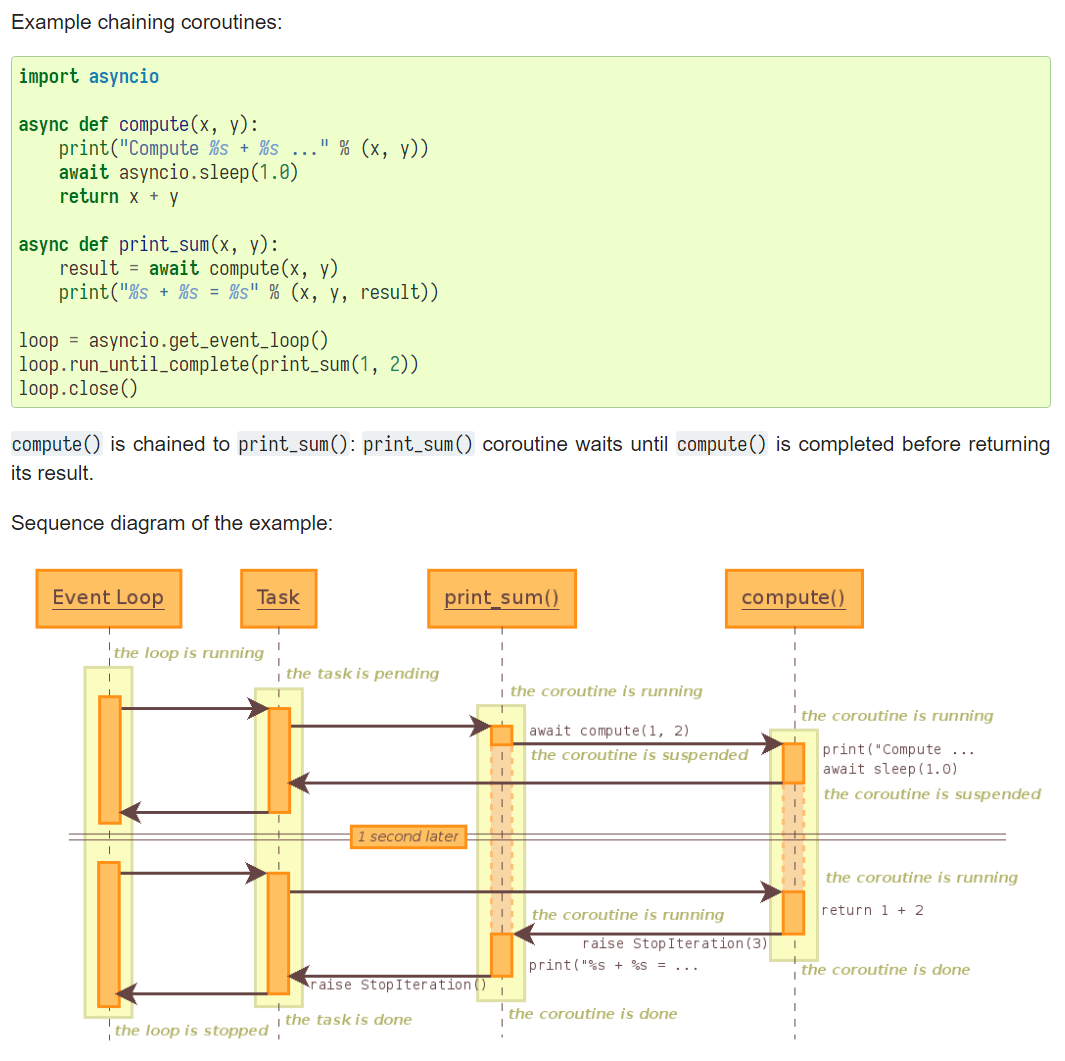 Example chaining coroutines:
import asyncio
async def compute(x, y):
    print("Compute %s + %s ..." % (x, y))
    await asyncio.sleep(1.0)
    return x + y
async def print_sum(x, y):
    result = await compute(x, y)
    print("%s + %s = %s" % (x, y, result))
loop = asyncio.get_event_loop()
loop.run_until_complete(print_sum(1, 2))
loop.close()
compute() is chained to print_sum(): print_sum() coroutine waits until compute() is completed before returning
its result.
Sequence diagram of the example:
Event Loop
Task
print_sum()
compute()
the loop is running
the task is pending
the coroutine is running
the coroutine is running
await compute(1, 2)
the coroutine is suspended
print("Compute ...
await sleep(1.0)
the coroutine is suspended
1 second later
the coroutine is running
return 1 + 2
the coroutine is running
raise StopIteration(3)
print("%s + %s = ...
the coroutine is done
raise StopIteration()
the coroutine is done
the task is done
the loop is stopped